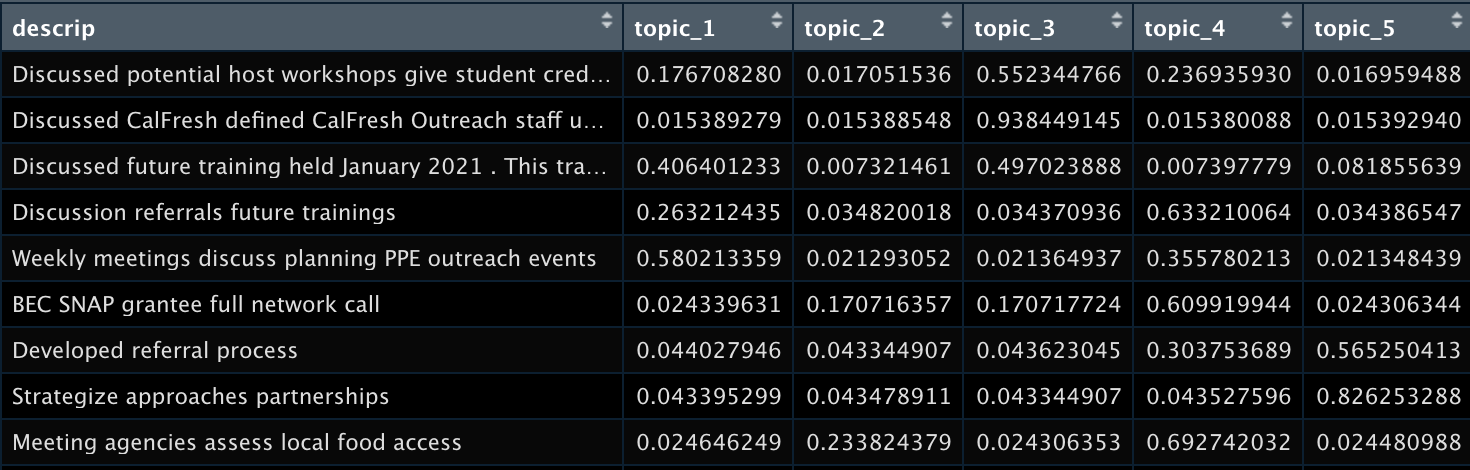 descrip topic_1 topic_2 topic_3 topic_4 topic_5
Discussed potential host workshops give student cred... 0.176708280 0.017051536 0.552344766 0.236935930 0.016959488
Discussed CalFresh defined CalFresh Outreach staff u... 0.015389279 0.015388548 0.938449145 0.015380088 0.015392940
Discussed future training held January 2021 . This tra... 0.406401233 0.007321461 0.497023888 0.007397779 0.081855639
Discussion referrals future trainings 0.263212435 0.034820018 0.034370936 0.633210064 0.034386547
Weekly meetings discuss planning PPE outreach events 0.580213359 0.021293052 0.021364937 0.355780213 0.021348439
BEC SNAP grantee full network call 0.024339631 0.170716357 0.170717724 0.609919944 0.024306344
Developed referral process 0.044027946 0.043344907 0.043623045 0.303753689 0.565250413
Strategize approaches partnerships 0.043395299 0.043478911 0.043344907 0.043527596 0.826253288
Meeting agencies assess local food access 0.024646249 0.233824379 0.024306353 0.692742032 0.024480988